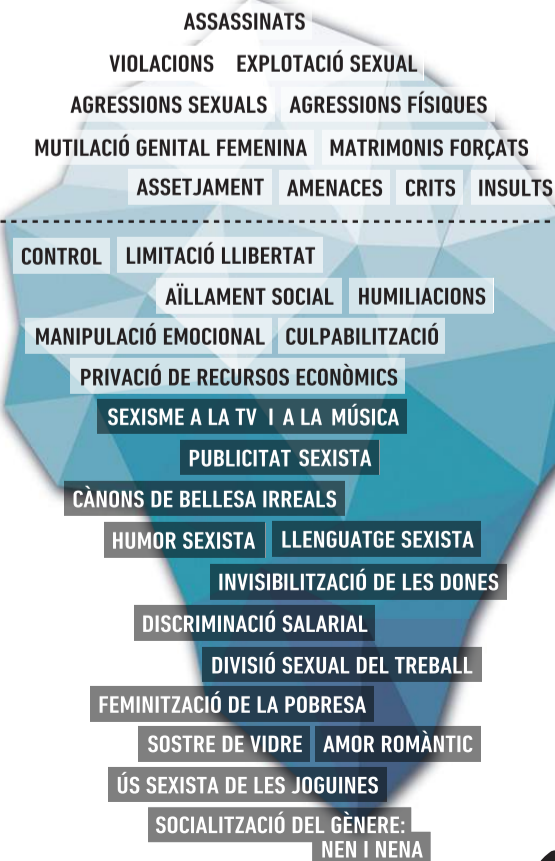 ASSASSINATS
VIOLACIONS EXPLOTACIÓ SEXUAL
AGRESSIONS SEXUALS AGRESSIONS FÍSIQUES
MUTILACIÓ GENITAL FEMENINA MATRIMONIS FORÇATS
ASSETJAMENT AMENACES CRITS INSULTS
CONTROL LIMITACIÓ LLIBERTAT
AÏLLAMENT SOCIAL HUMILIACIONS
MANIPULACIÓ EMOCIONAL CULPABILITZACIÓ
PRIVACIÓ DE RECURSOS ECONÒMICS
SEXISME A LA TV I A LA MÚSICA
PUBLICITAT SEXISTA
CÀNONS DE BELLESA IRREALS
HUMOR SEXISTA LLENGUATGE SEXISTA
INVISIBILITZACIÓ DE LES DONES
DISCRIMINACIÓ SALARIAL
DIVISIÓ SEXUAL DEL TREBALL
FEMINITZACIÓ DE LA POBRESA
SOSTRE DE VIDRE AMOR ROMÀNTIC
ÚS SEXISTA DE LES JOGUINES
SOCIALITZACIÓ DEL GÈNERE:
NEN I NENA